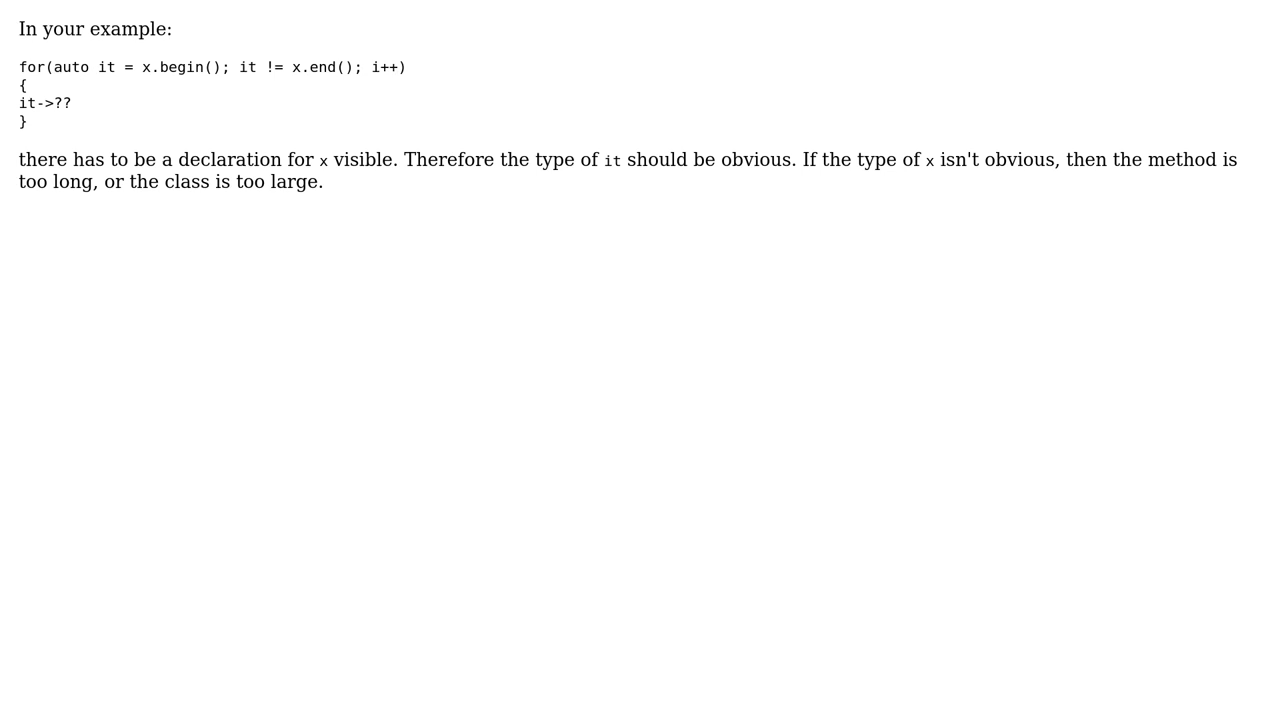 In your example:
for(auto it = x.begin(); it != x.end(); i++)
{
it->??
}
there has to be a declaration for x visible. Therefore the type of it should be obvious. If the type of x isn't obvious, then the method is
too long, or the class is too large.